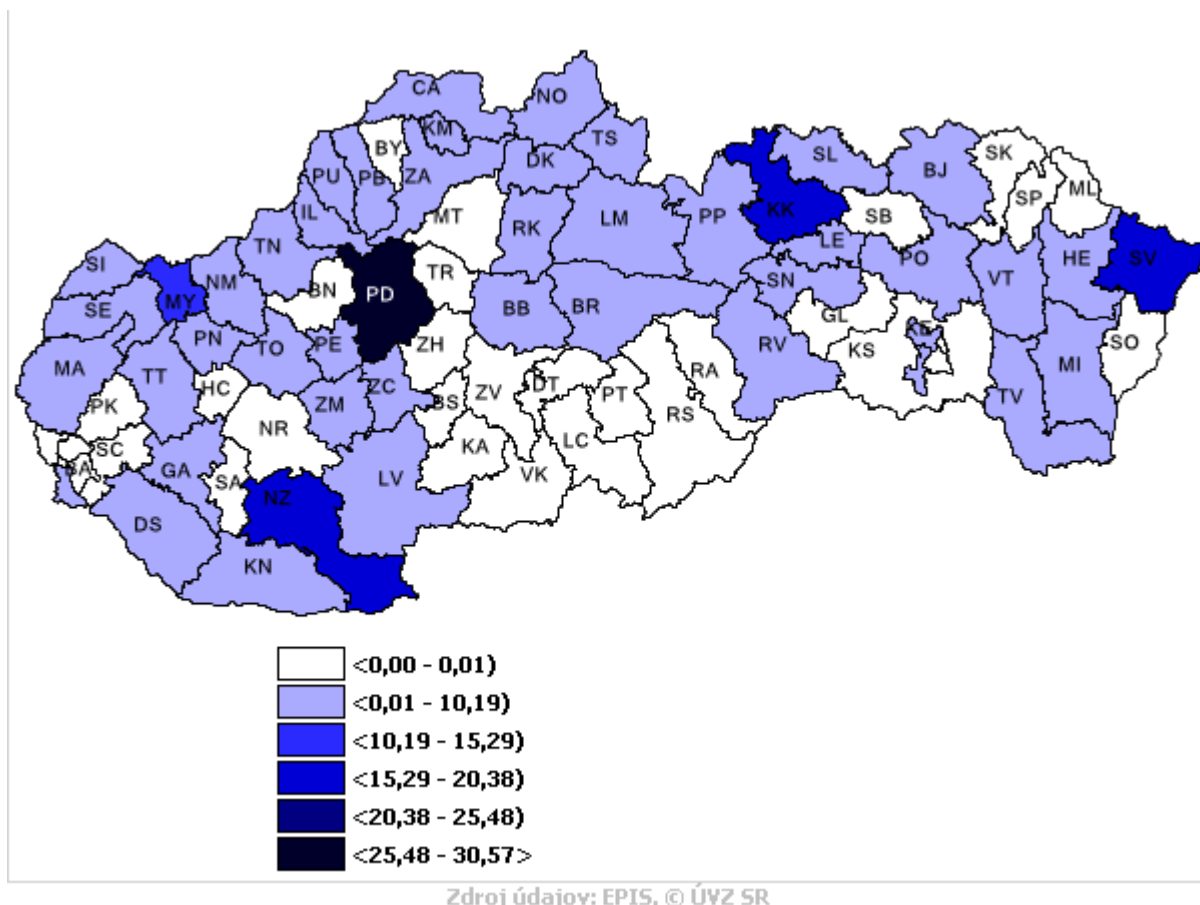 CA
NO
KM
BY
TS
DK
SL
SK
BJ
PU
PB
ZA
ML
SP
IL
MT
RK
LM
PP
KK
SB
TN
LE
PO
HE
SV
SI
NM
BN
PD
TR
SN
VT
MY
SE
BB
BR
GL
KE
PN
TO
PE
ZH
RV
KS
SO
MA
TT
HC
ZC
DT
RA
MI
PK
ZM
BS
ZV
PT
TV
NR
RS
SC
KA
LC
BA
GA
SA
LV
VK
NZ
DS
KN
<0,00 - 0,01)
<0,01 - 10,19)
<10,19 - 15,29)
<15,29 - 20,38)
<20,38 - 25,48)
<25,48 - 30,57>
Zdroj údajov: EPIS, © ÚVZ SR